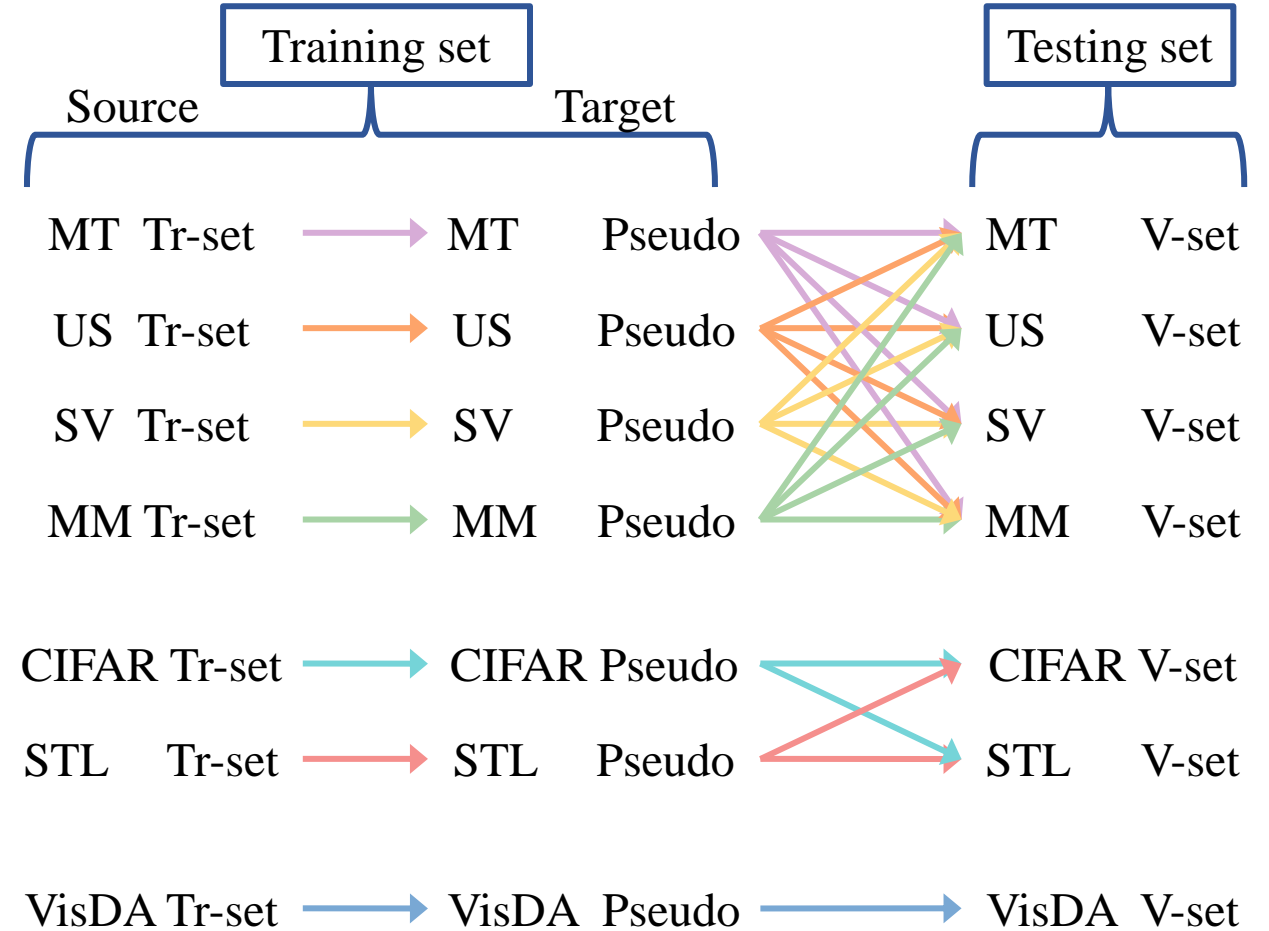 Training set Testing set
Source Target
MT Tr-set MT Pseudo MT V-set
US Tr-set US Pseudo US V-set
SV Tr-set SV Pseudo SV V-set
MM Tr-set MM Pseudo MM V-set
CIFAR Tr-set CIFAR Pseudo CIFAR V-set
STL Tr-set STL Pseudo STL V-set
VisDA Tr-set VisDA Pseudo VisDA V-set